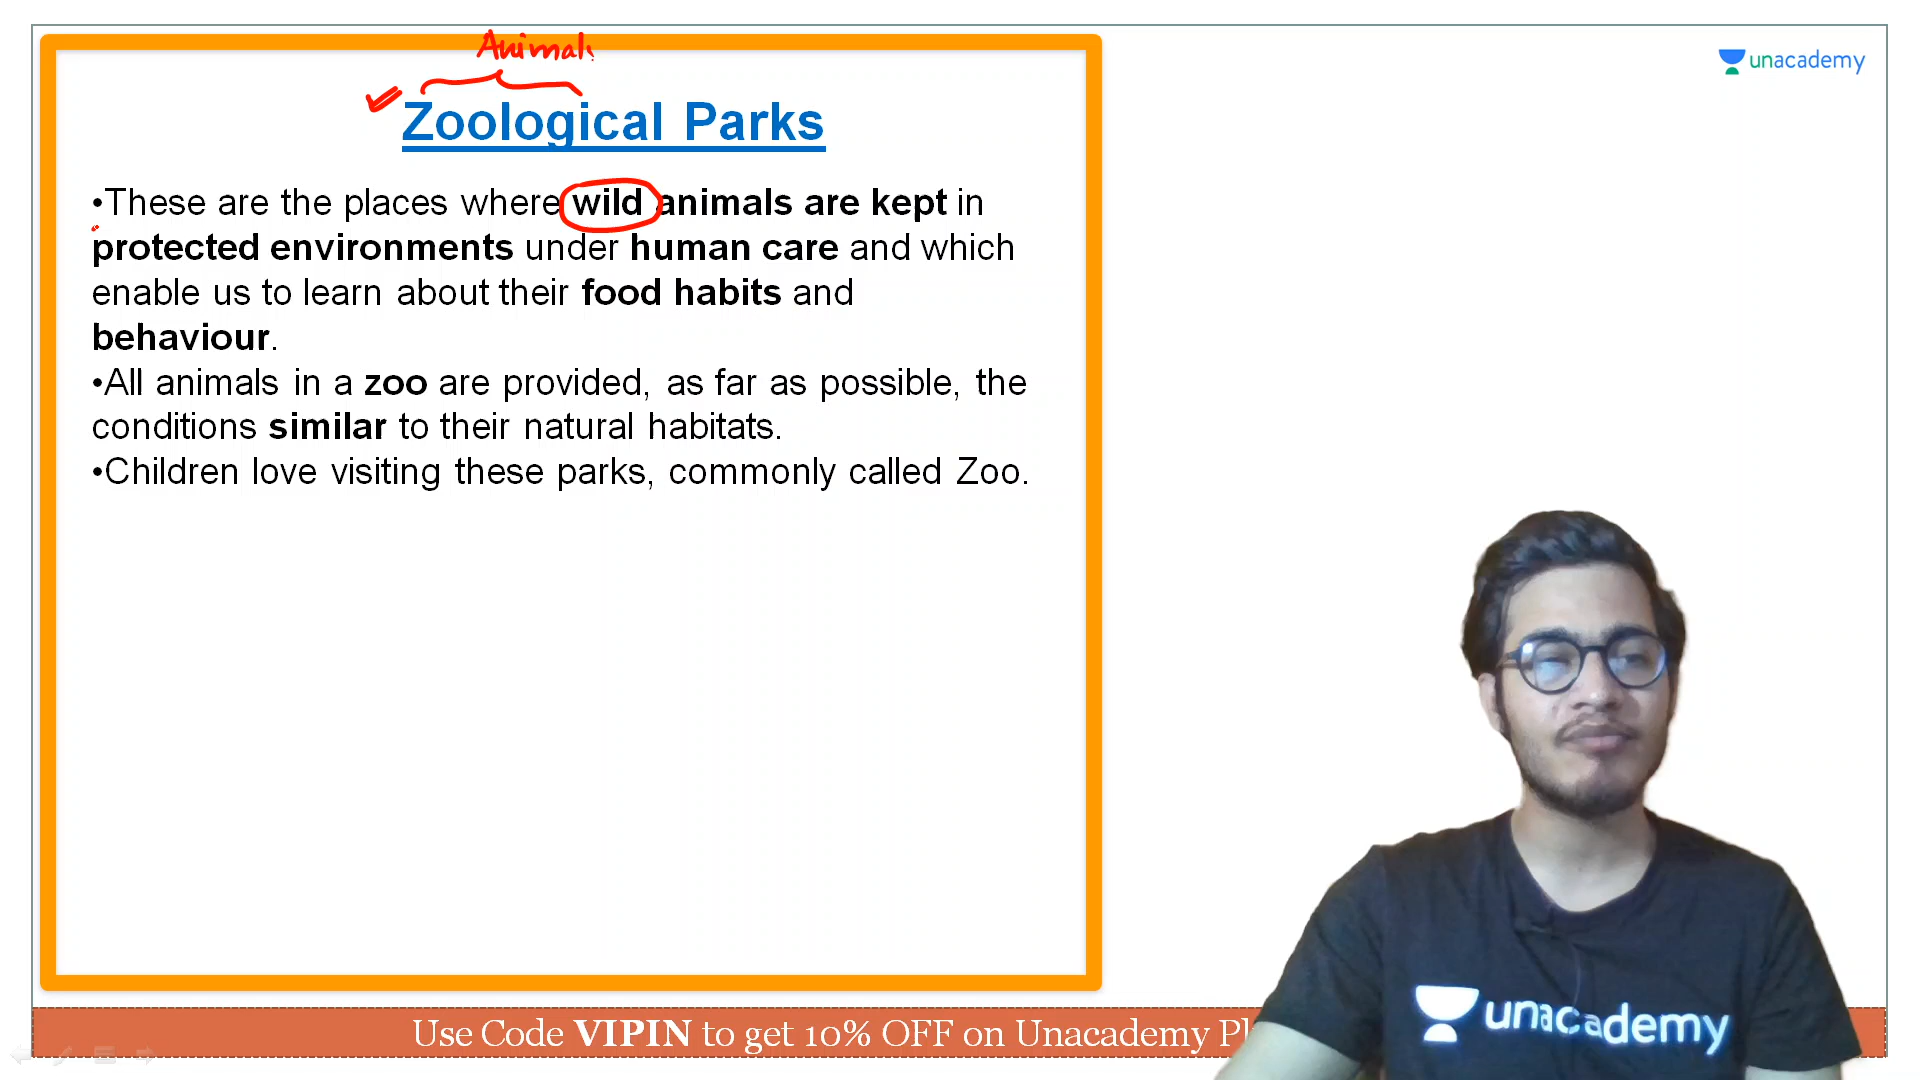 Animals
unacademy
Zoological Parks
•These are the places where wild animals are kept in
protected environments under human care and which
enable us to learn about their food habits and
behaviour.
•All animals in a zoo are provided, as far as possible, the
conditions similar to their natural habitats.
•Children love visiting these parks, commonly called Zoo.
unacademy
Use Code VIPIN to get 10% OFF on Unacademy Pl